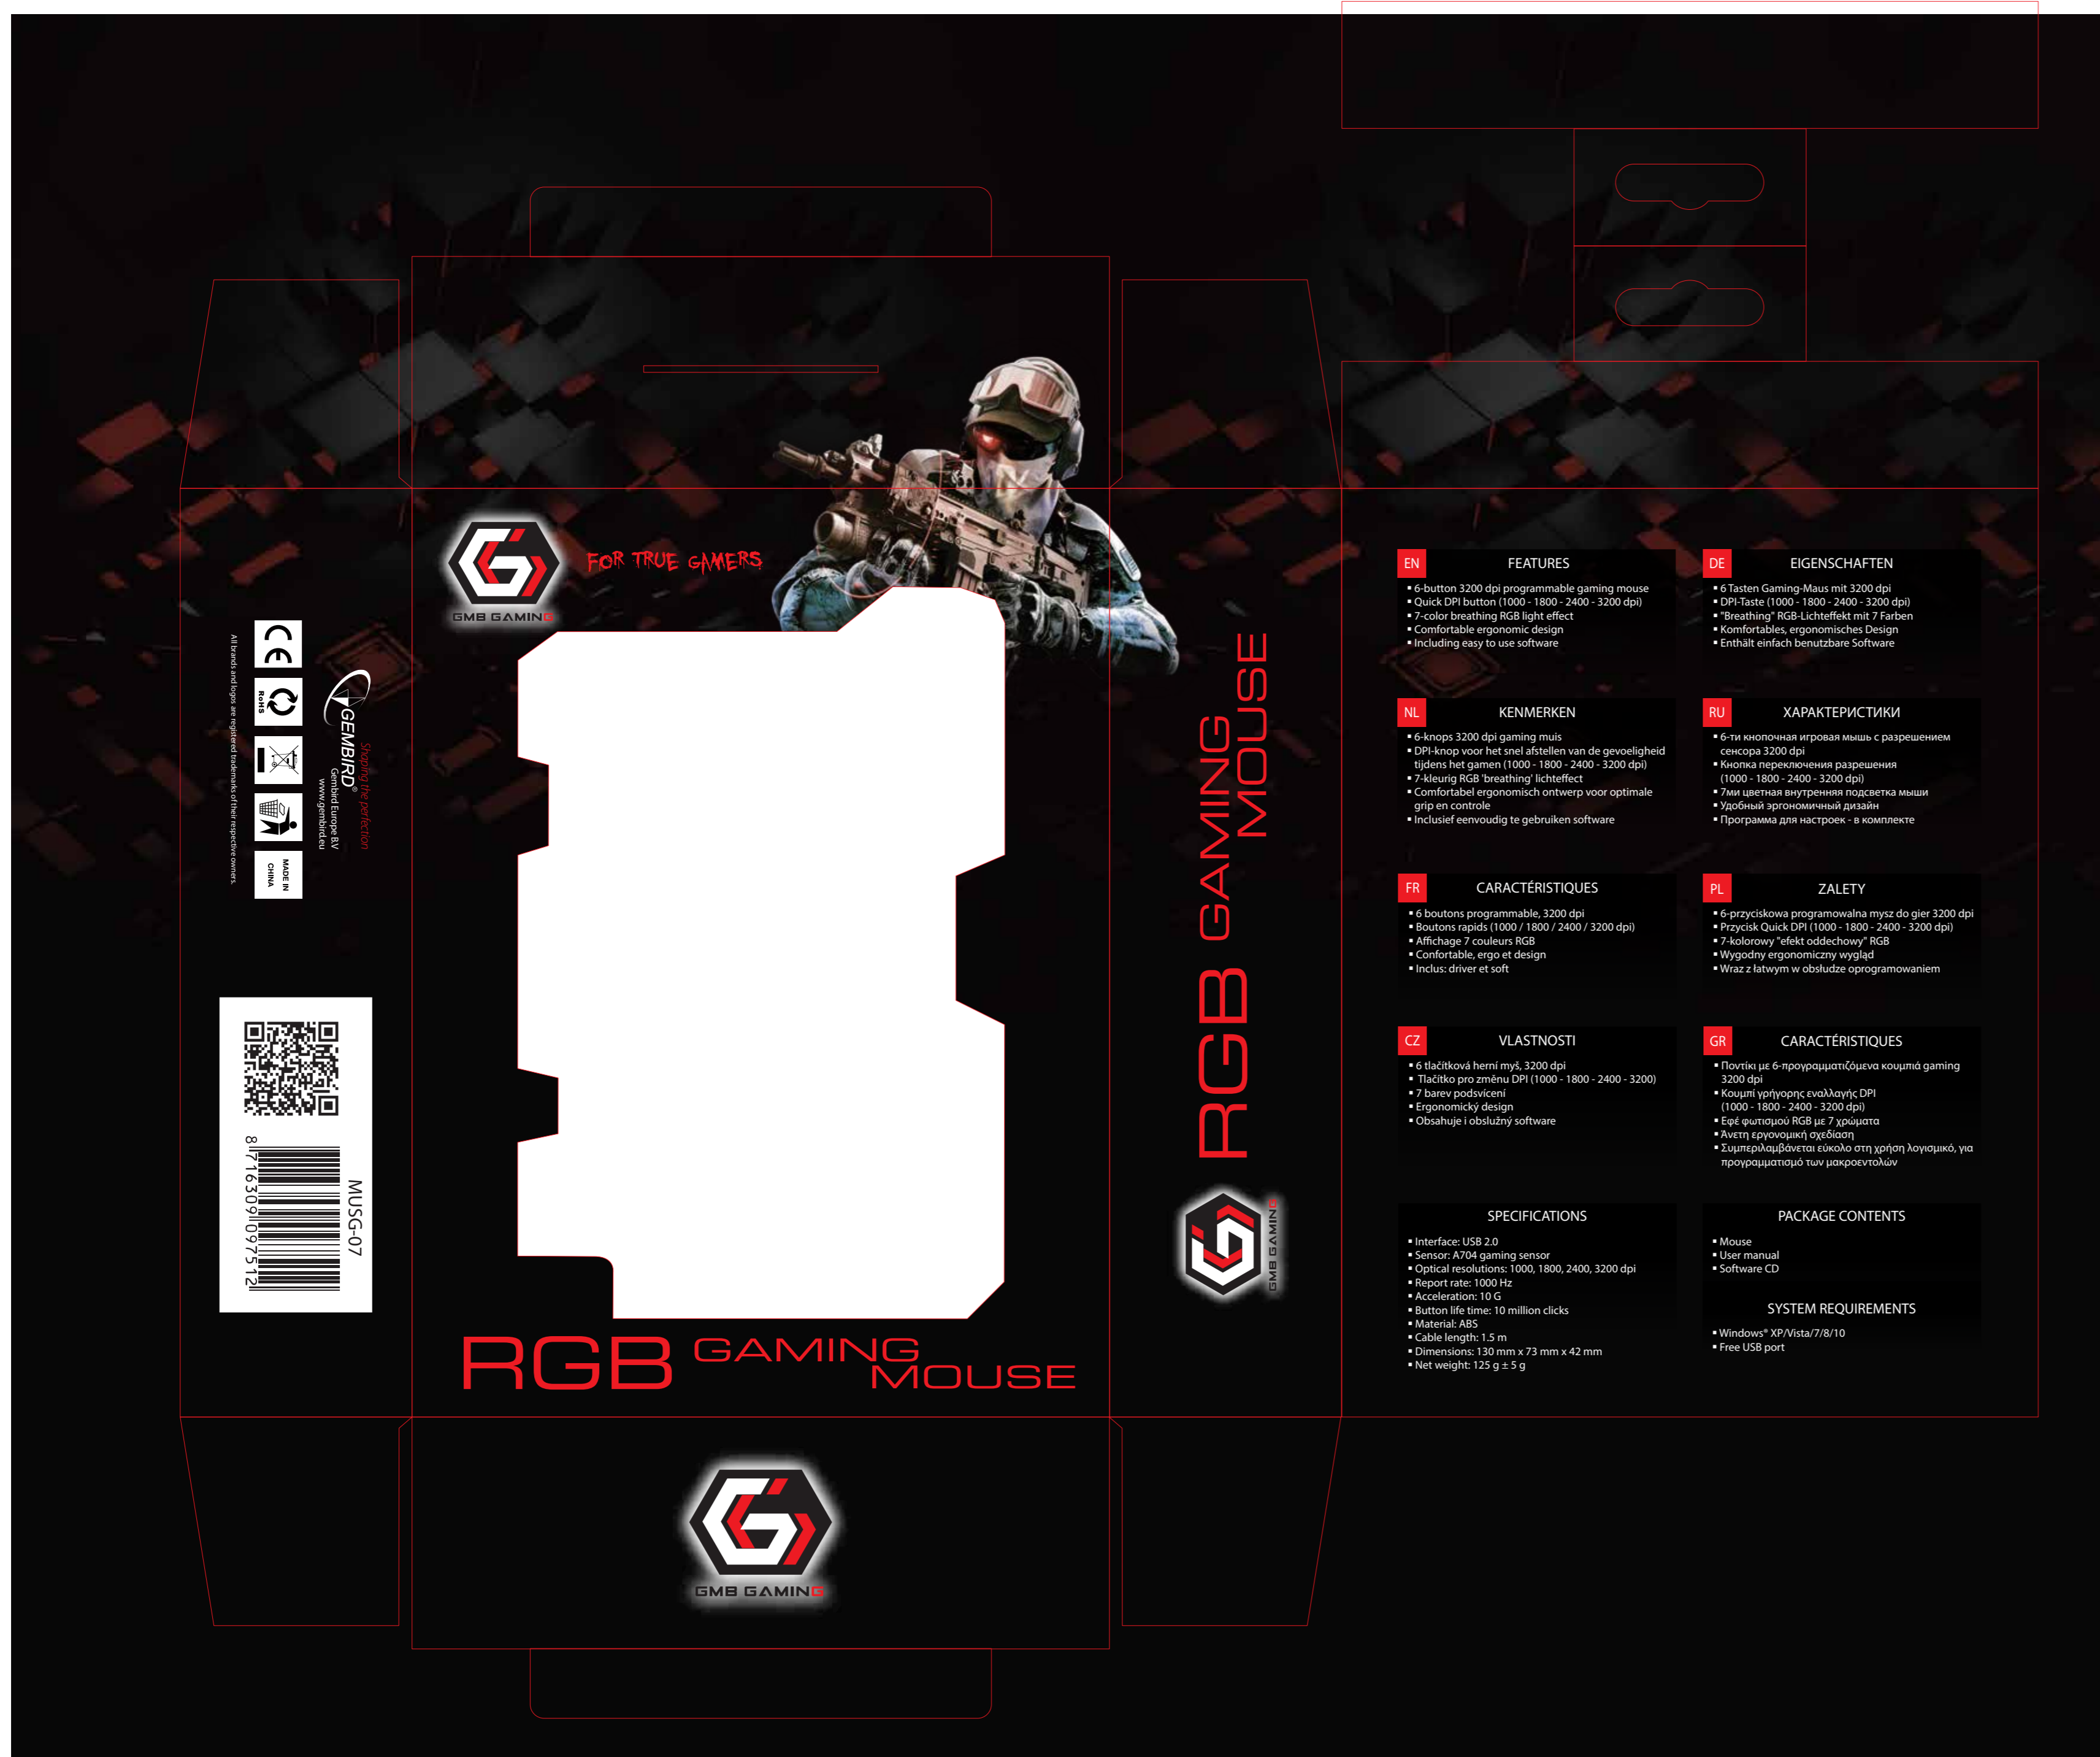 GMB GAMING
FOR TRUE GAMERS
RGB GAMING
MOUSE
GMB GAMING
RGB GAMING
MOUSE
GMB GAMING
Shaping the perfection
GEMBIRD®
Gembird Europe B.V
www.gembird.eu
CE
RoHS
MADE IN
CHINA
All brands and logos are registered trademarks of their respective owners.
MUSG-07
8 716309 097512
EN FEATURES
▪ 6-button 3200 dpi programmable gaming mouse
▪ Quick DPI button (1000 - 1800 - 2400 - 3200 dpi)
▪ 7-color breathing RGB light effect
▪ Comfortable ergonomic design
▪ Including easy to use software
DE EIGENSCHAFTEN
▪ 6 Tasten Gaming-Maus mit 3200 dpi
▪ DPI-Taste (1000 - 1800 - 2400 - 3200 dpi)
▪ "Breathing" RGB-Lichteffekt mit 7 Farben
▪ Komfortables, ergonomisches Design
▪ Enthält einfach benutzbare Software
NL KENMERKEN
▪ 6-knops 3200 dpi gaming muis
▪ DPI-knop voor het snel afstellen van de gevoeligheid
tijdens het gamen (1000 - 1800 - 2400 - 3200 dpi)
▪ 7-kleurig RGB 'breathing' lichteffect
▪ Comfortabel ergonomisch ontwerp voor optimale
grip en controle
▪ Inclusief eenvoudig te gebruiken software
RU ХАРАКТЕРИСТИКИ
▪ 6-ти кнопочная игровая мышь с разрешением
сенсора 3200 dpi
▪ Кнопка переключения разрешения
(1000 - 1800 - 2400 - 3200 dpi)
▪ 7ми цветная внутренняя подсветка мыши
▪ Удобный эргономичный дизайн
▪ Программа для настроек - в комплекте
FR CARACTÉRISTIQUES
▪ 6 boutons programmable, 3200 dpi
▪ Boutons rapids (1000 / 1800 / 2400 / 3200 dpi)
▪ Affichage 7 couleurs RGB
▪ Confortable, ergo et design
▪ Inclus: driver et soft
PL ZALETY
▪ 6-przyciskowa programowalna mysz do gier 3200 dpi
▪ Przycisk Quick DPI (1000 - 1800 - 2400 - 3200 dpi)
▪ 7-kolorowy "efekt oddechowy" RGB
▪ Wygodny ergonomiczny wygląd
▪ Wraz z łatwym w obsłudze oprogramowaniem
CZ VLASTNOSTI
▪ 6 tlačítková herní myš, 3200 dpi
▪ Tlačítko pro změnu DPI (1000 - 1800 - 2400 - 3200)
▪ 7 barev podsvícení
▪ Ergonomický design
▪ Obsahuje i obslužný software
GR CARACTÉRISTIQUES
▪ Ποντίκι με 6-προγραμματιζόμενα κουμπιά gaming
3200 dpi
▪ Κουμπί γρήγορης εναλλαγής DPI
(1000 - 1800 - 2400 - 3200 dpi)
▪ Εφέ φωτισμού RGB με 7 χρώματα
▪ Άνετη εργονομική σχεδίαση
▪ Συμπεριλαμβάνεται εύκολο στη χρήση λογισμικό, για
προγραμματισμό των μακροεντολών
SPECIFICATIONS
▪ Interface: USB 2.0
▪ Sensor: A704 gaming sensor
▪ Optical resolutions: 1000, 1800, 2400, 3200 dpi
▪ Report rate: 1000 Hz
▪ Acceleration: 10 G
▪ Button life time: 10 million clicks
▪ Material: ABS
▪ Cable length: 1.5 m
▪ Dimensions: 130 mm x 73 mm x 42 mm
▪ Net weight: 125 g ± 5 g
PACKAGE CONTENTS
▪ Mouse
▪ User manual
▪ Software CD
SYSTEM REQUIREMENTS
▪ Windows® XP/Vista/7/8/10
▪ Free USB port